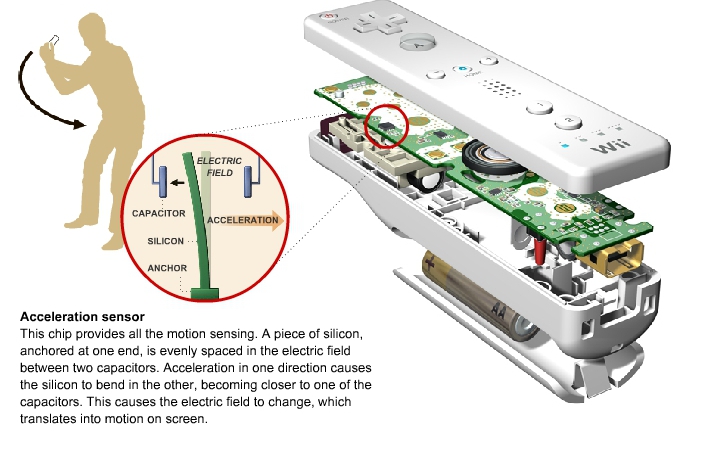 ELECTRIC
FIELD
CAPACITOR
ACCELERATION
SILICON
ANCHOR
A
HOME
1
2
Wii
AA
Acceleration sensor
This chip provides all the motion sensing. A piece of silicon,
anchored at one end, is evenly spaced in the electric field
between two capacitors. Acceleration in one direction causes
the silicon to bend in the other, becoming closer to one of the
capacitors. This causes the electric field to change, which
translates into motion on screen.